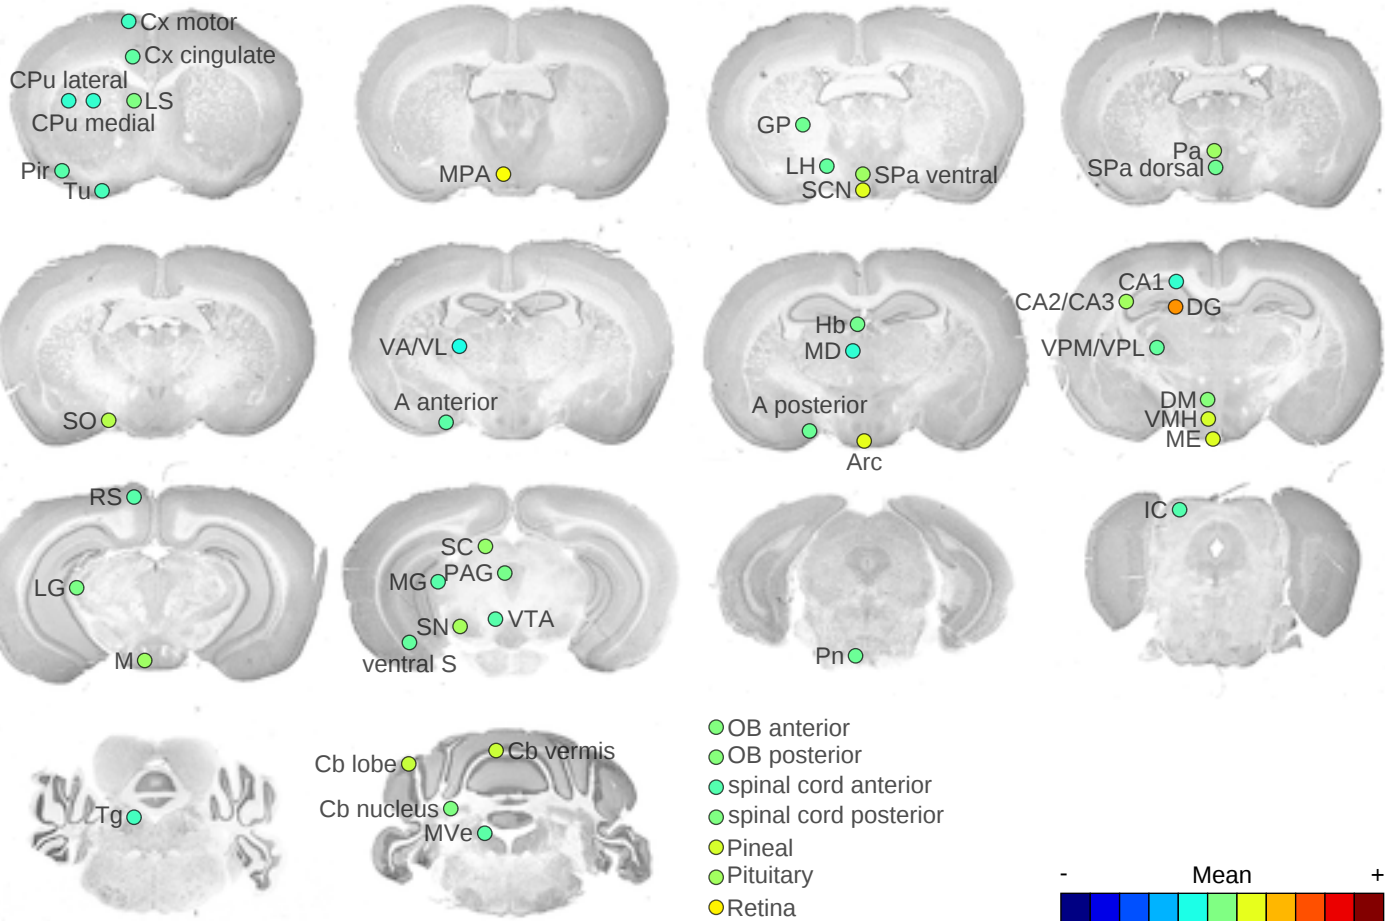 Cx motor
Cx cingulate
CPu lateral
LS
CPu medial
Pir
Tu
MPA
GP
LH
SPa ventral
SCN
Pa
SPa dorsal
SO
VA/VL
A anterior
Hb
MD
A posterior
Arc
CA1
CA2/CA3
DG
VPM/VPL
DM
VMH
ME
RS
LG
M
SC
MG
PAG
SN
VTA
ventral S
Pn
IC
Tg
Cb lobe
Cb vermis
Cb nucleus
MVe
OB anterior
OB posterior
spinal cord anterior
spinal cord posterior
Pineal
Pituitary
Retina
- Mean +